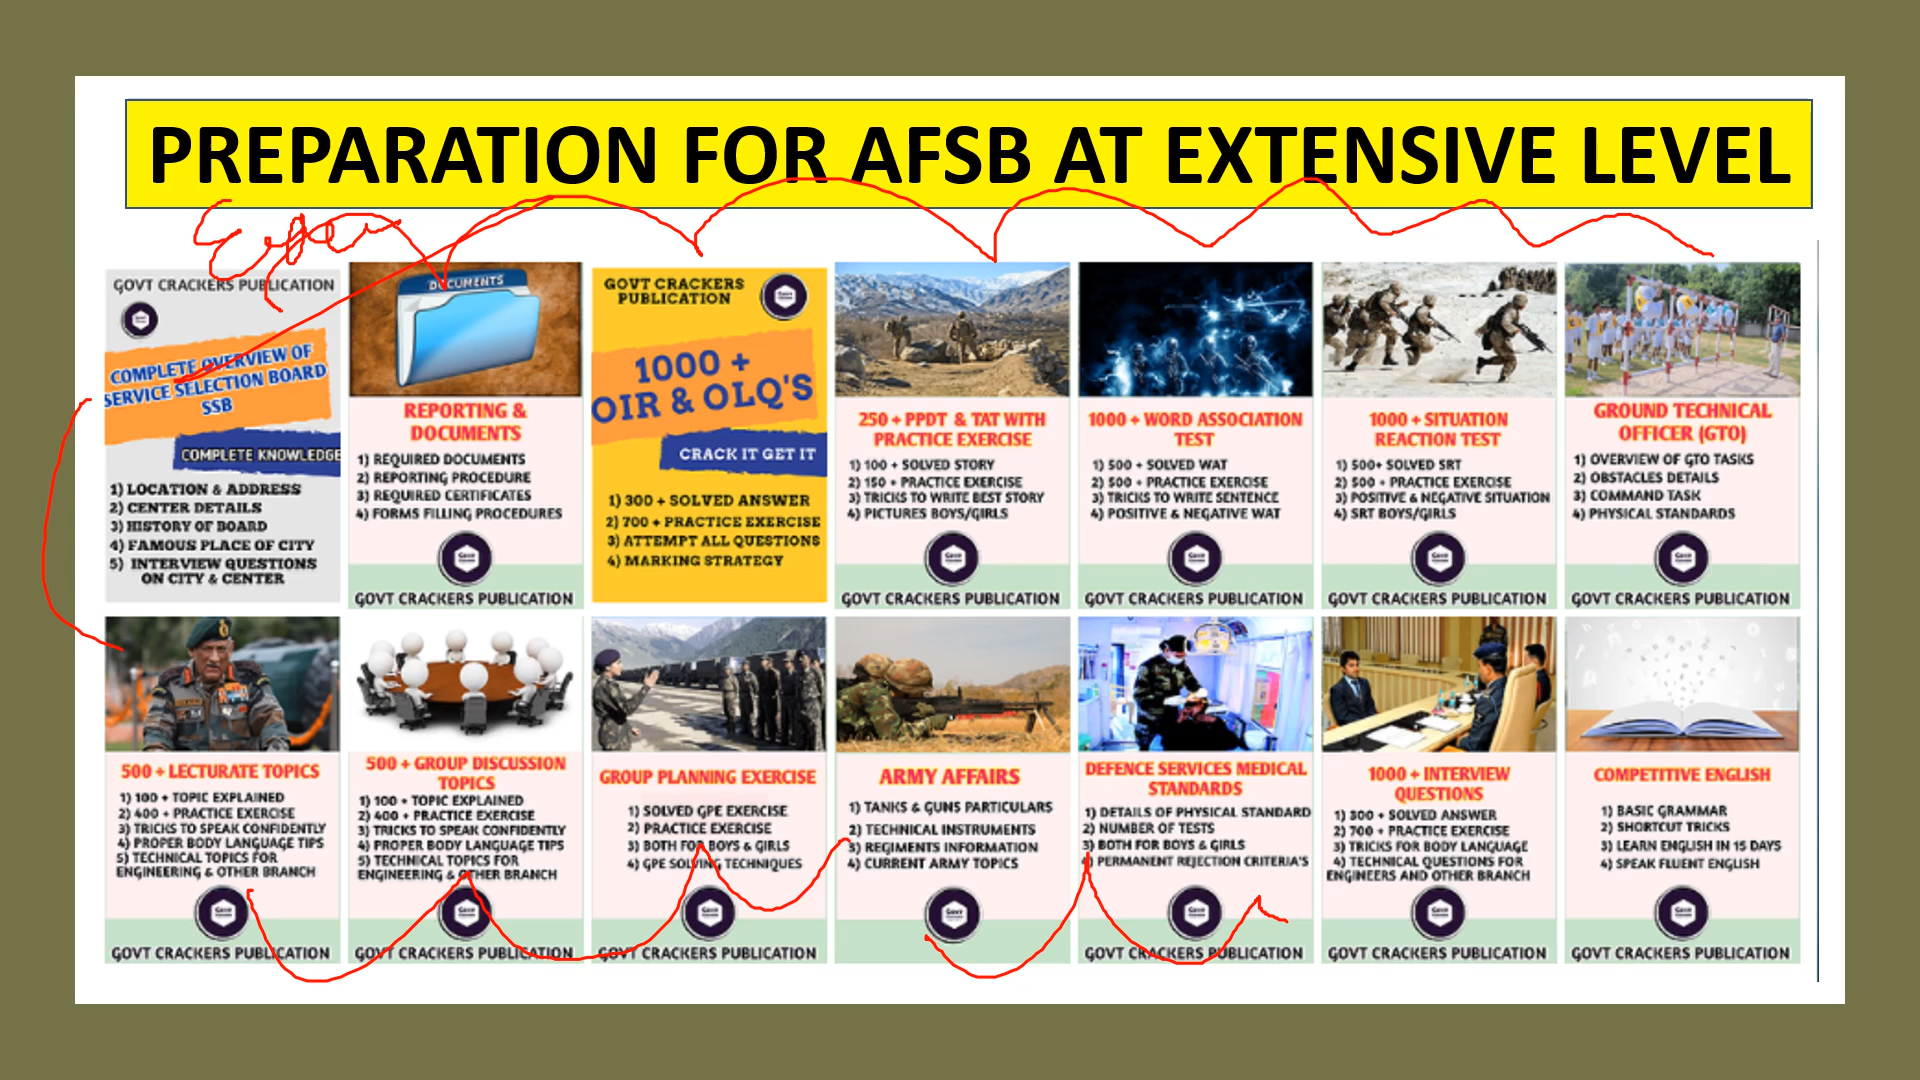 PREPARATION FOR AFSB AT EXTENSIVE LEVEL
GOVT CRACKERS PUBLICATION
COMPLETE OVERVIEW OF
SERVICE SELECTION BOARD
SSB
COMPLETE KNOWLEDGE
1) LOCATION & ADDRESS
2) CENTER DETAILS
3) HISTORY OF BOARD
4) FAMOUS PLACE OF CITY
5) INTERVIEW QUESTIONS
ON CITY & CENTER
DOCUMENTS
REPORTING &
DOCUMENTS
1) REQUIRED DOCUMENTS
2) REPORTING PROCEDURE
3) REQUIRED CERTIFICATES
4) FORMS FILLING PROCEDURES
GOVT CRACKERS PUBLICATION
GOVT CRACKERS
PUBLICATION
1000 +
OIR & OLQ'S
CRACK IT GET IT
1) 300 + SOLVED ANSWER
2) 700 + PRACTICE EXERCISE
3) ATTEMPT ALL QUESTIONS
4) MARKING STRATEGY
250 + PPDT & TAT WITH
PRACTICE EXERCISE
1) 100 + SOLVED STORY
2) 150 + PRACTICE EXERCISE
3) TRICKS TO WRITE BEST STORY
4) PICTURES BOYS/GIRLS
GOVT CRACKERS PUBLICATION
1000 + WORD ASSOCIATION
TEST
1) 500 + SOLVED WAT
2) 500 + PRACTICE EXERCISE
3) TRICKS TO WRITE SENTENCE
4) POSITIVE & NEGATIVE WAT
GOVT CRACKERS PUBLICATION
1000 + SITUATION
REACTION TEST
1) 500+ SOLVED SRT
2) 500 + PRACTICE EXERCISE
3) POSITIVE & NEGATIVE SITUATION
4) SRT BOYS/GIRLS
GOVT CRACKERS PUBLICATION
GROUND TECHNICAL
OFFICER (GTO)
1) OVERVIEW OF GTO TASKS
2) OBSTACLES DETAILS
3) COMMAND TASK
4) PHYSICAL STANDARDS
GOVT CRACKERS PUBLICATION
500 + LECTURATE TOPICS
1) 100 + TOPIC EXPLAINED
2) 400 + PRACTICE EXERCISE
3) TRICKS TO SPEAK CONFIDENTLY
4) PROPER BODY LANGUAGE TIPS
5) TECHNICAL TOPICS FOR
ENGINEERING & OTHER BRANCH
GOVT CRACKERS PUBLICATION
500 + GROUP DISCUSSION
TOPICS
1) 100 + TOPIC EXPLAINED
2) 400 + PRACTICE EXERCISE
3) TRICKS TO SPEAK CONFIDENTLY
4) PROPER BODY LANGUAGE TIPS
5) TECHNICAL TOPICS FOR
ENGINEERING & OTHER BRANCH
GOVT CRACKERS PUBLICATION
GROUP PLANNING EXERCISE
1) SOLVED GPE EXERCISE
2) PRACTICE EXERCISE
3) BOTH FOR BOYS & GIRLS
4) GPE SOLVING TECHNIQUES
GOVT CRACKERS PUBLICATION
ARMY AFFAIRS
1) TANKS & GUNS PARTICULARS
2) TECHNICAL INSTRUMENTS
3) REGIMENTS INFORMATION
4) CURRENT ARMY TOPICS
DEFENCE SERVICES MEDICAL
STANDARDS
1) DETAILS OF PHYSICAL STANDARD
2) NUMBER OF TESTS
3) BOTH FOR BOYS & GIRLS
4) PERMANENT REJECTION CRITERIA'S
GOVT CRACKERS PUBLICATION
1000 + INTERVIEW
QUESTIONS
1) 300 + SOLVED ANSWER
2) 700 + PRACTICE EXERCISE
3) TRICKS FOR BODY LANGUAGE
4) TECHNICAL QUESTIONS FOR
ENGINEERS AND OTHER BRANCH
GOVT CRACKERS PUBLICATION
COMPETITIVE ENGLISH
1) BASIC GRAMMAR
2) SHORTCUT TRICKS
3) LEARN ENGLISH IN 15 DAYS
4) SPEAK FLUENT ENGLISH
GOVT CRACKERS PUBLICATION